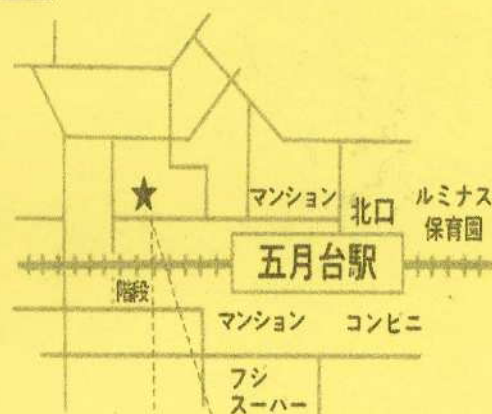 マンション
北口
ルミナス
保育園
五月台駅
階段
マンション
コンビニ
フジ
スーハー